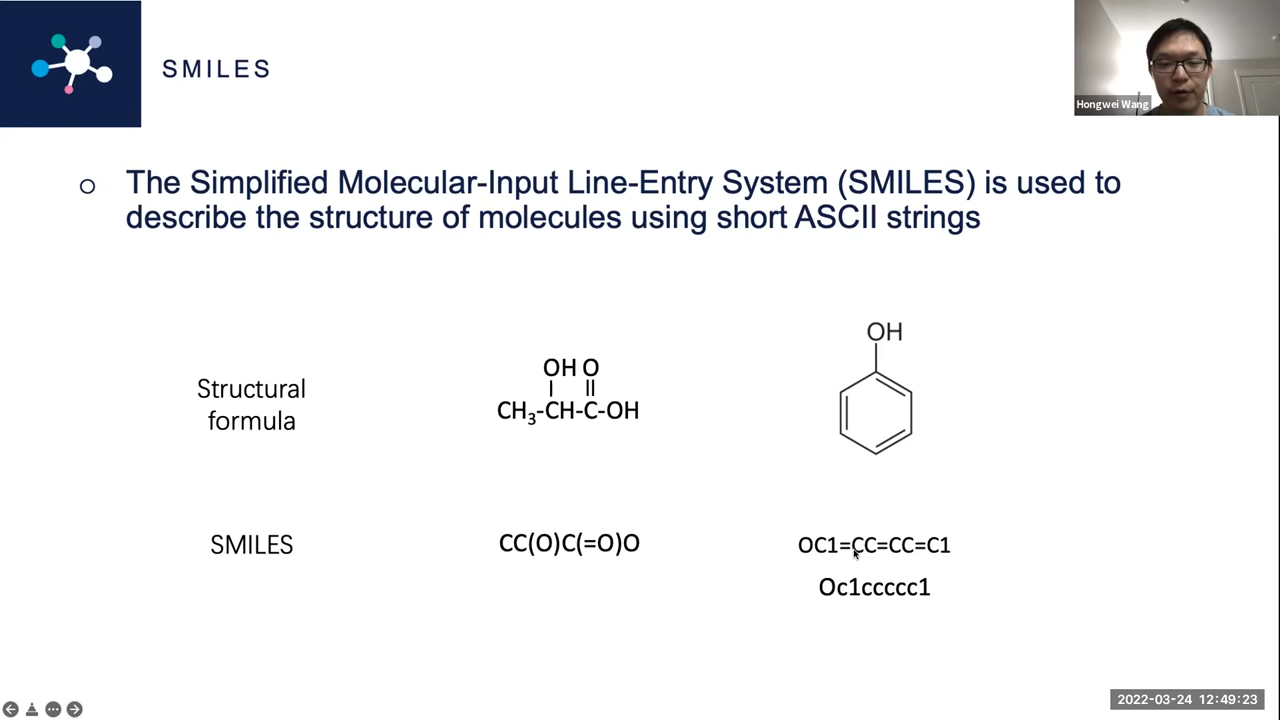 SMILES
Hongwei Wang
The Simplified Molecular-Input Line-Entry System (SMILES) is used to
describe the structure of molecules using short ASCII strings
Structural
formula
OH O
CH₃-CH-C-OH
OH
SMILES
CC(O)C(=O)O
OC1=CC=CC=C1
Oc1ccccc1
2022-03-24 12:49:23